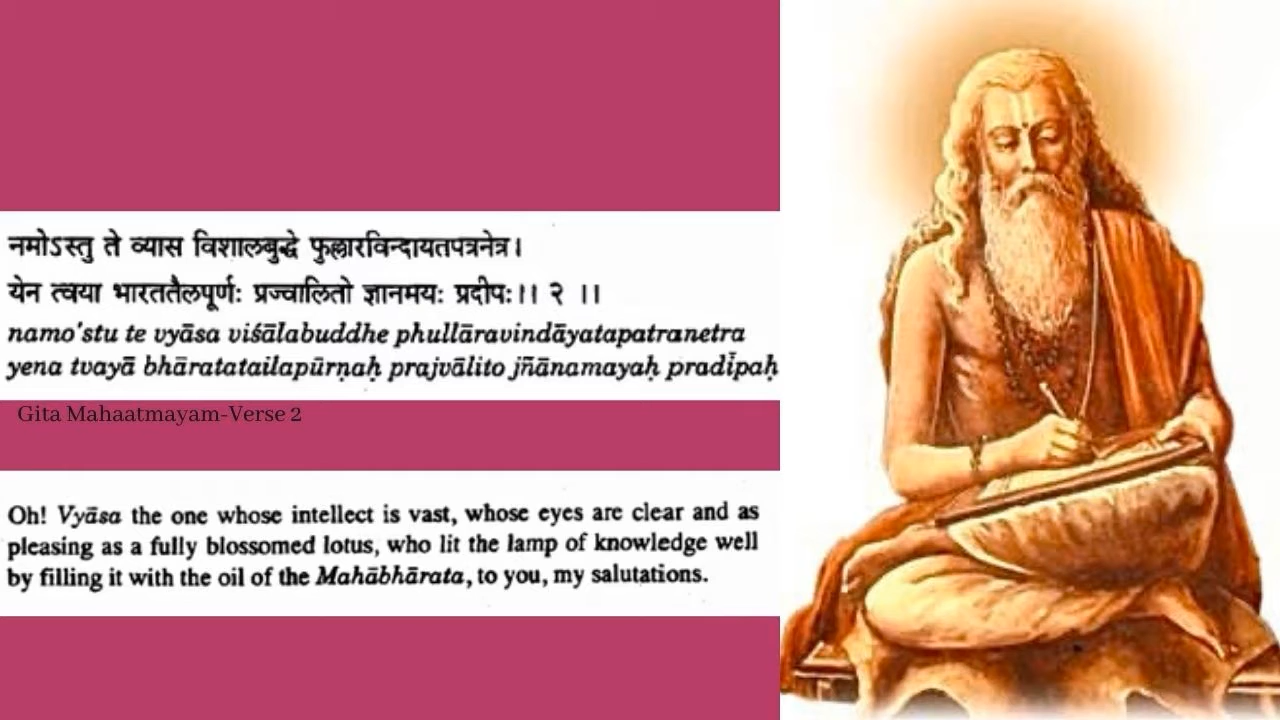 नमोऽस्तु ते व्यास विशालबुद्धे फुल्लारविन्दायतपत्रनेत्र।
येन त्वया भारततैलपूर्णः प्रज्वालितो ज्ञानमयः प्रदीपः।। २ ।।
namo'stu te vyāsa viśālabuddhe phullāravindāyatapatranetra
yena tvayā bhāratatailapūrṇaḥ prajvālito jñānamayaḥ pradīpaḥ
Gita Mahaatmayam-Verse 2
Oh! Vyāsa the one whose intellect is vast, whose eyes are clear and as
pleasing as a fully blossomed lotus, who lit the lamp of knowledge well
by filling it with the oil of the Mahābhārata, to you, my salutations.